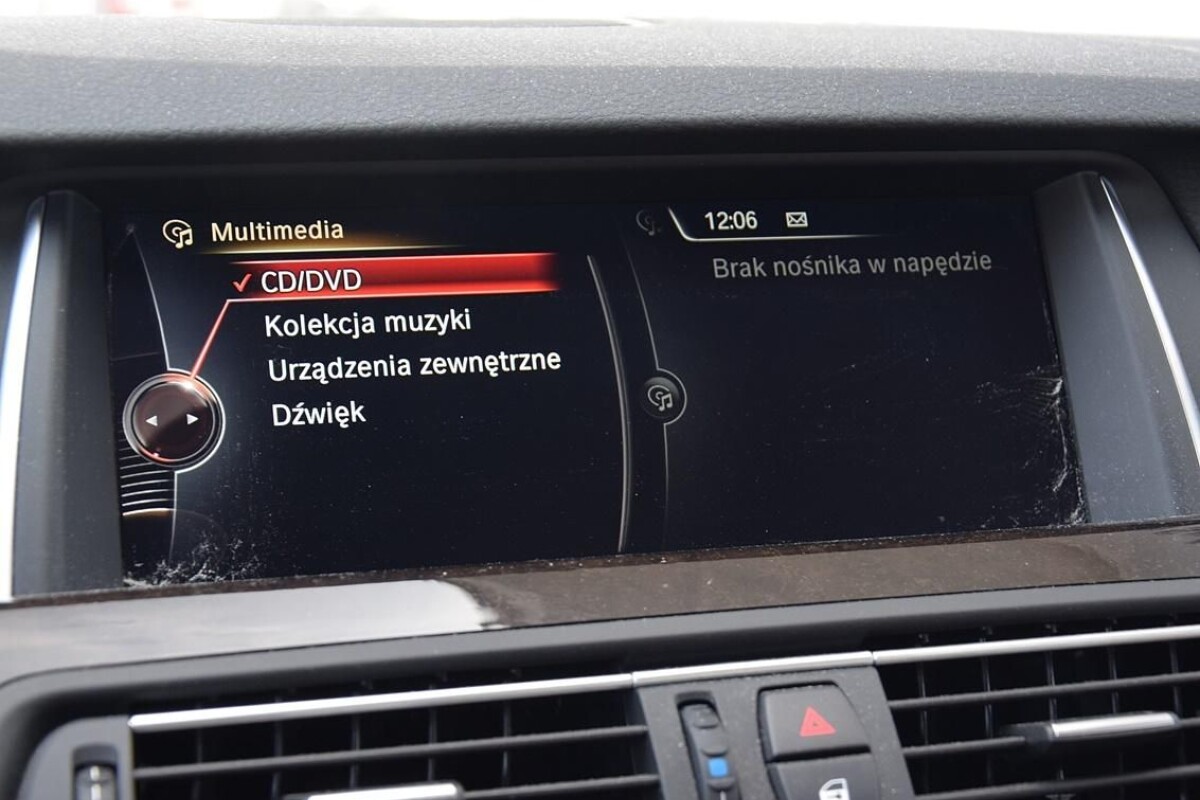 Multimedia
CD/DVD
Kolekcja muzyki
Urządzenia zewnętrzne
Dźwięk
12:06
Brak nośnika w napędzie